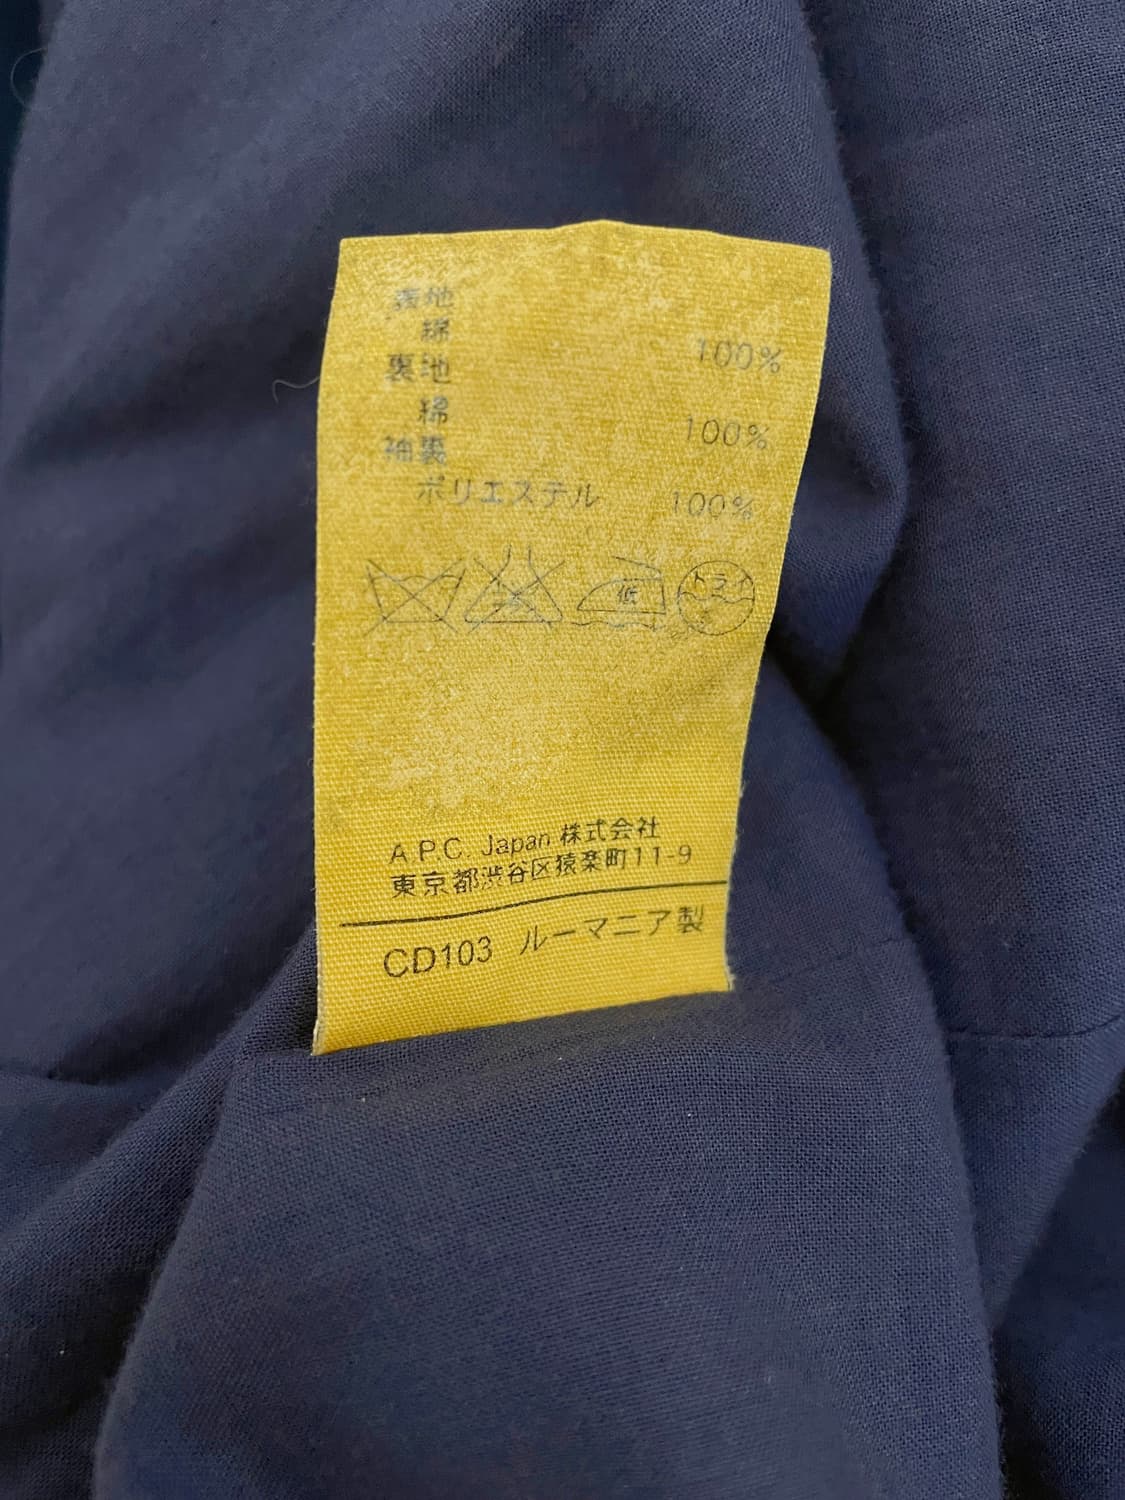 表地
綿 100%
裏地
綿 100%
袖裏
ポリエステル 100%
低 ドライ
A.P.C. Japan 株式会社
東京都渋谷区猿楽町11-9
CD103 ルーマニア製